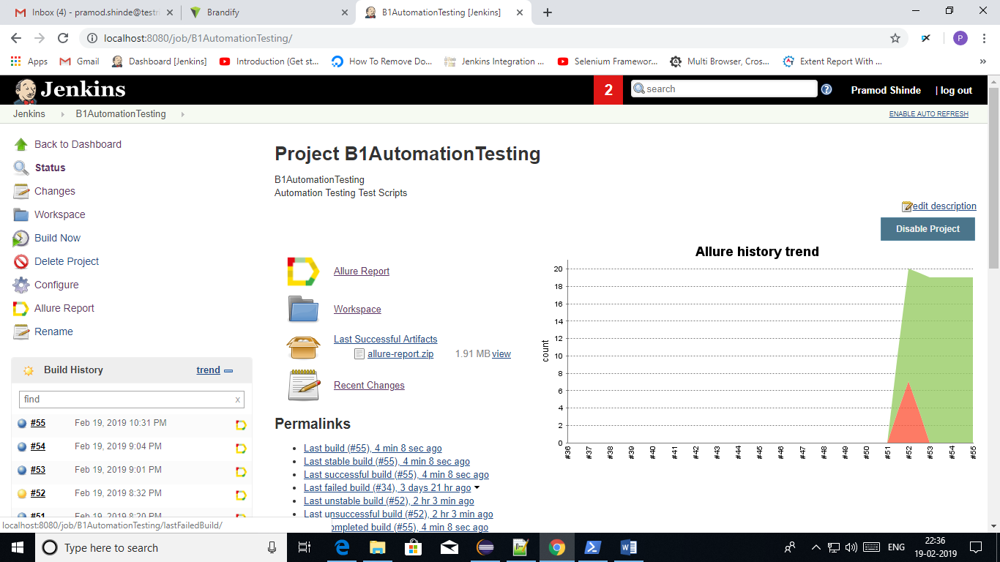 Inbox (4) - pramod.shinde@testri
Brandify
B1AutomationTesting [Jenkins]
localhost:8080/job/B1AutomationTesting/
P
Apps
Gmail
Dashboard [Jenkins]
Introduction (Get st...
How To Remove Do...
Jenkins Integration ...
Selenium Framewor...
Multi Browser, Cros...
Extent Report With ...
»
Jenkins
2
search
?
Pramod Shinde
| log out
Jenkins
B1AutomationTesting
ENABLE AUTO REFRESH
Back to Dashboard
Status
Changes
Workspace
Build Now
Delete Project
Configure
Allure Report
Rename
Build History
trend
find
x
#55 Feb 19, 2019 10:31 PM
#54 Feb 19, 2019 9:04 PM
#53 Feb 19, 2019 9:01 PM
#52 Feb 19, 2019 8:32 PM
#51 Feb 19, 2019 8:20 PM
localhost:8080/job/B1AutomationTesting/lastFailedBuild/
Project B1AutomationTesting
B1AutomationTesting
Automation Testing Test Scripts
edit description
Disable Project
Allure Report
Workspace
Last Successful Artifacts
allure-report.zip 1.91 MB view
Recent Changes
Permalinks
Last build (#55), 4 min 8 sec ago
Last stable build (#55), 4 min 8 sec ago
Last successful build (#55), 4 min 8 sec ago
Last failed build (#34), 3 days 21 hr ago
Last unstable build (#52), 2 hr 3 min ago
Last unsuccessful build (#52), 2 hr 3 min ago
ompleted build (#55), 4 min 8 sec ago
Allure history trend
count
20
18
16
14
12
10
8
6
4
2
0
#36
#37
#38
#39
#40
#41
#42
#43
#44
#45
#46
#47
#48
#49
#50
#51
#52
#53
#54
#55
Type here to search
ENG
22:36
19-02-2019